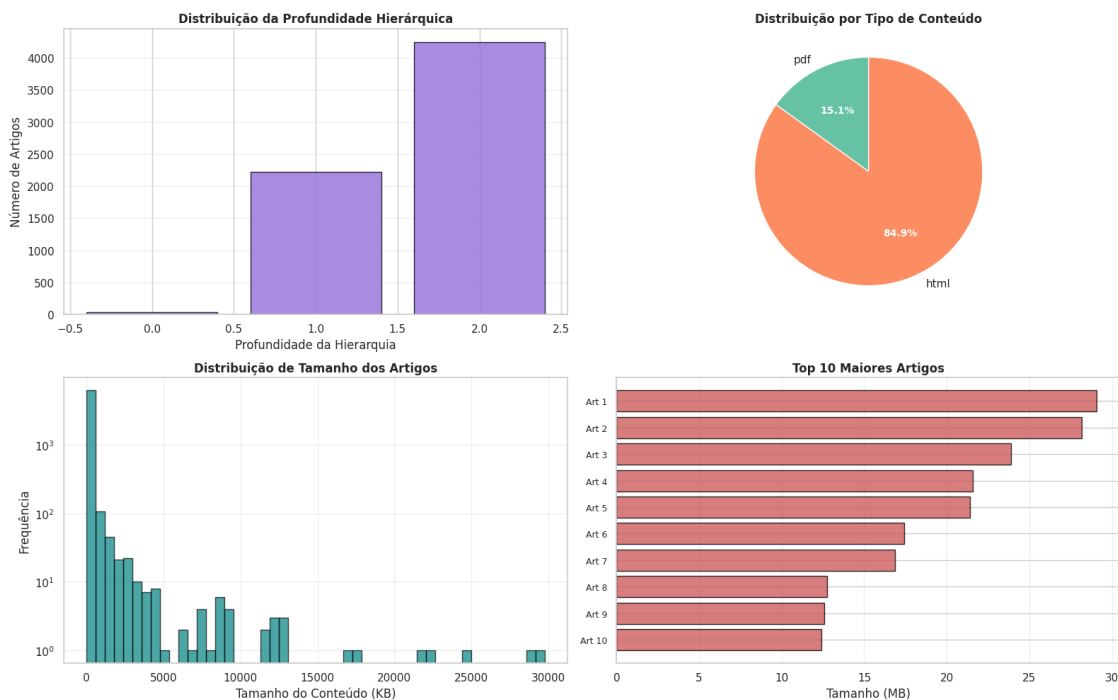 Distribuição da Profundidade Hierárquica
Número de Artigos
4000
3500
3000
2500
2000
1500
1000
500
0
−0.5 0.0 0.5 1.0 1.5 2.0 2.5
Profundidade da Hierarquia
Distribuição por Tipo de Conteúdo
pdf
15.1%
84.9%
html
Distribuição de Tamanho dos Artigos
Frequência
10³
10²
10¹
10⁰
0 5000 10000 15000 20000 25000 30000
Tamanho do Conteúdo (KB)
Top 10 Maiores Artigos
Art 1
Art 2
Art 3
Art 4
Art 5
Art 6
Art 7
Art 8
Art 9
Art 10
0 5 10 15 20 25 30
Tamanho (MB)